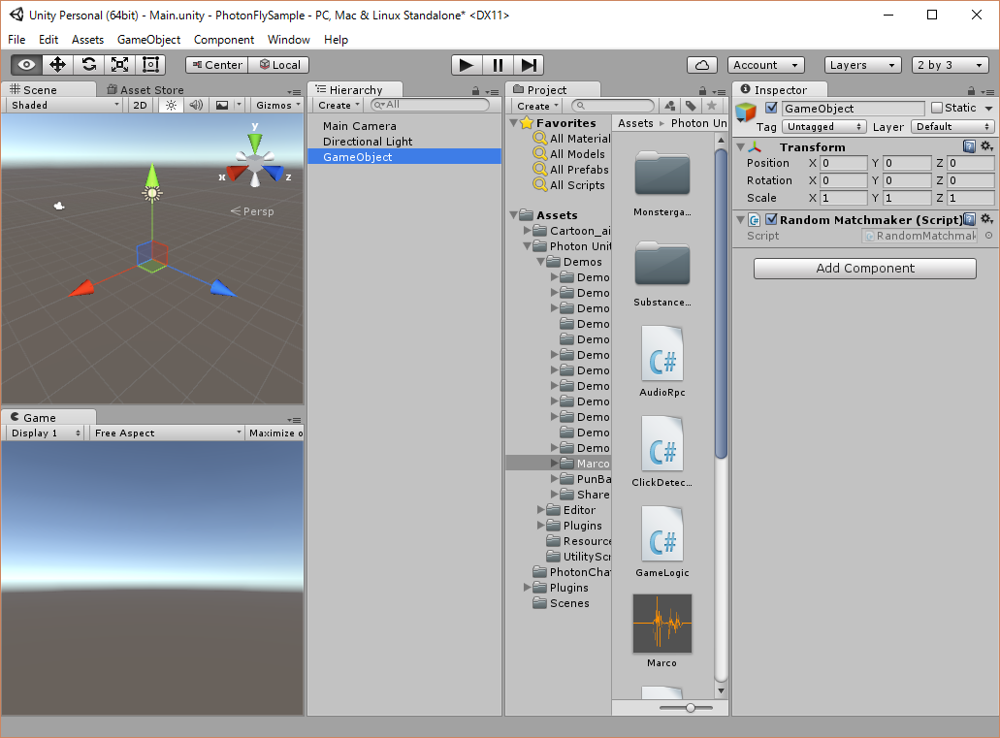 Unity Personal (64bit) - Main.unity - PhotonFlySample - PC, Mac & Linux Standalone* <DX11>
File Edit Assets GameObject Component Window Help
Center Local Account Layers 2 by 3
Scene Asset Store
Shaded 2D Gizmos
y
x z
Persp
Game
Display 1 Free Aspect Maximize o
Hierarchy
Create All
Main Camera
Directional Light
GameObject
Project
Create
Favorites
All Material
All Models
All Prefabs
All Scripts
Assets
Cartoon_ai
Photon Unit
Demos
Demo
Demo
Demo
Demo
Demo
Demo
Demo
Demo
Demo
Demo
Demo
Demo
Marco
PunBa
Share
Editor
Plugins
Resource
UtilityScr
PhotonChat
Plugins
Scenes
Assets Photon Un
Monsterga...
Substance...
C#
AudioRpc
C#
ClickDetec...
C#
GameLogic
Marco
Inspector
GameObject Static
Tag Untagged Layer Default
Transform
Position X 0 Y 0 Z 0
Rotation X 0 Y 0 Z 0
Scale X 1 Y 1 Z 1
Random Matchmaker (Script)
Script RandomMatchmak
Add Component